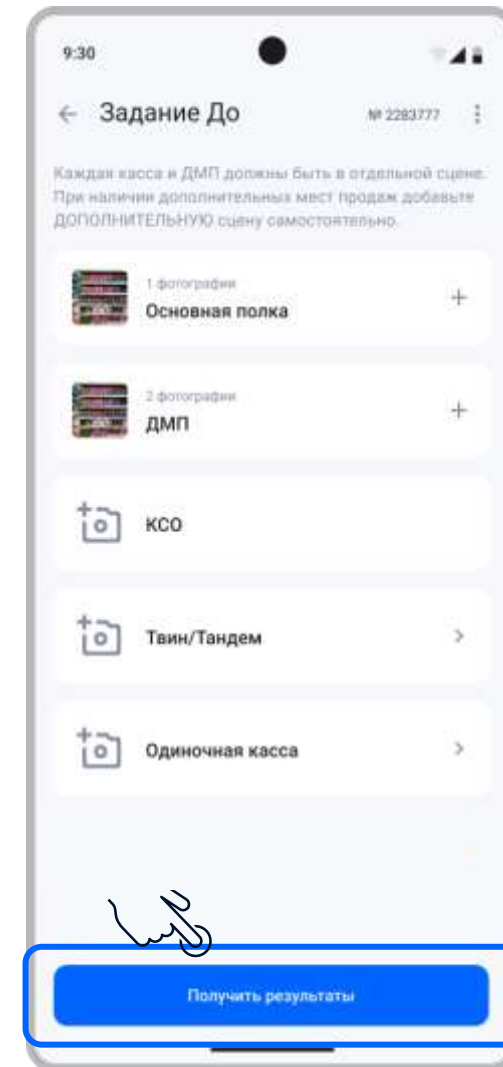 9:30
Задание До
№ 2283777
Каждая касса и ДМП должны быть в отдельной сцене.
При наличии дополнительных мест продаж добавьте
ДОПОЛНИТЕЛЬНУЮ сцену самостоятельно.
1 фотографии
Основная полка
2 фотографии
ДМП
КСО
Твин/Тандем
Одиночная касса
Получить результаты